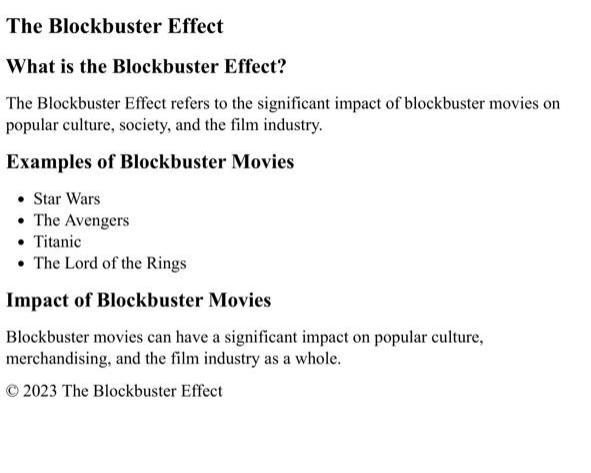 The Blockbuster Effect
What is the Blockbuster Effect?
The Blockbuster Effect refers to the significant impact of blockbuster movies on
popular culture, society, and the film industry.
Examples of Blockbuster Movies
• Star Wars
• The Avengers
• Titanic
• The Lord of the Rings
Impact of Blockbuster Movies
Blockbuster movies can have a significant impact on popular culture,
merchandising, and the film industry as a whole.
© 2023 The Blockbuster Effect